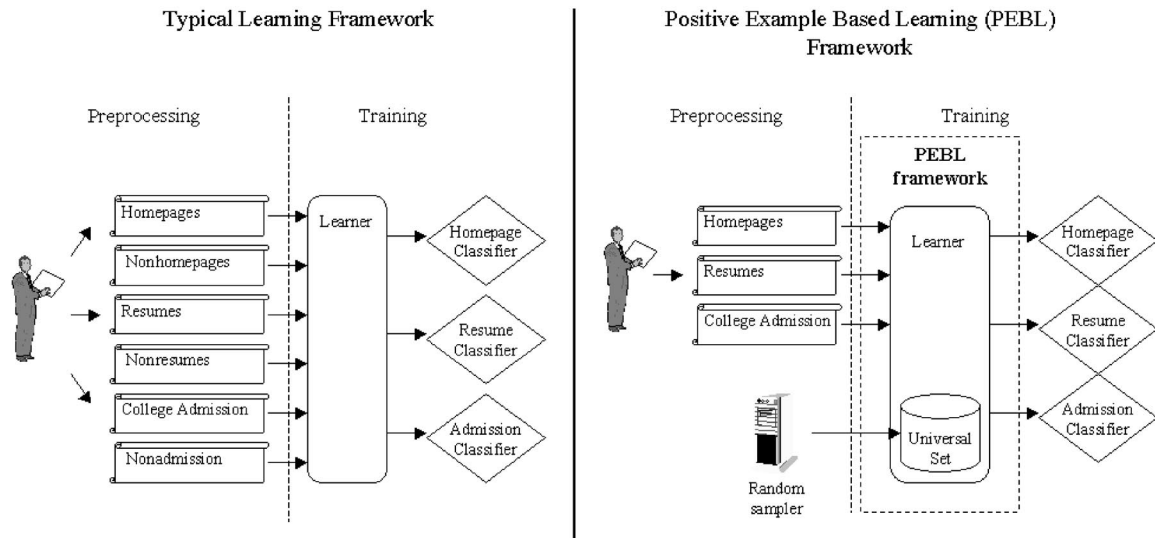 Typical Learning Framework
Preprocessing
Training
Homepages
Nonhomepages
Resumes
Nonresumes
College Admission
Nonadmission
Learner
Homepage
Classifier
Resume
Classifier
Admission
Classifier
Positive Example Based Learning (PEBL)
Framework
Preprocessing
Training
PEBL
framework
Homepages
Resumes
College Admission
Random
sampler
Learner
Universal
Set
Homepage
Classifier
Resume
Classifier
Admission
Classifier